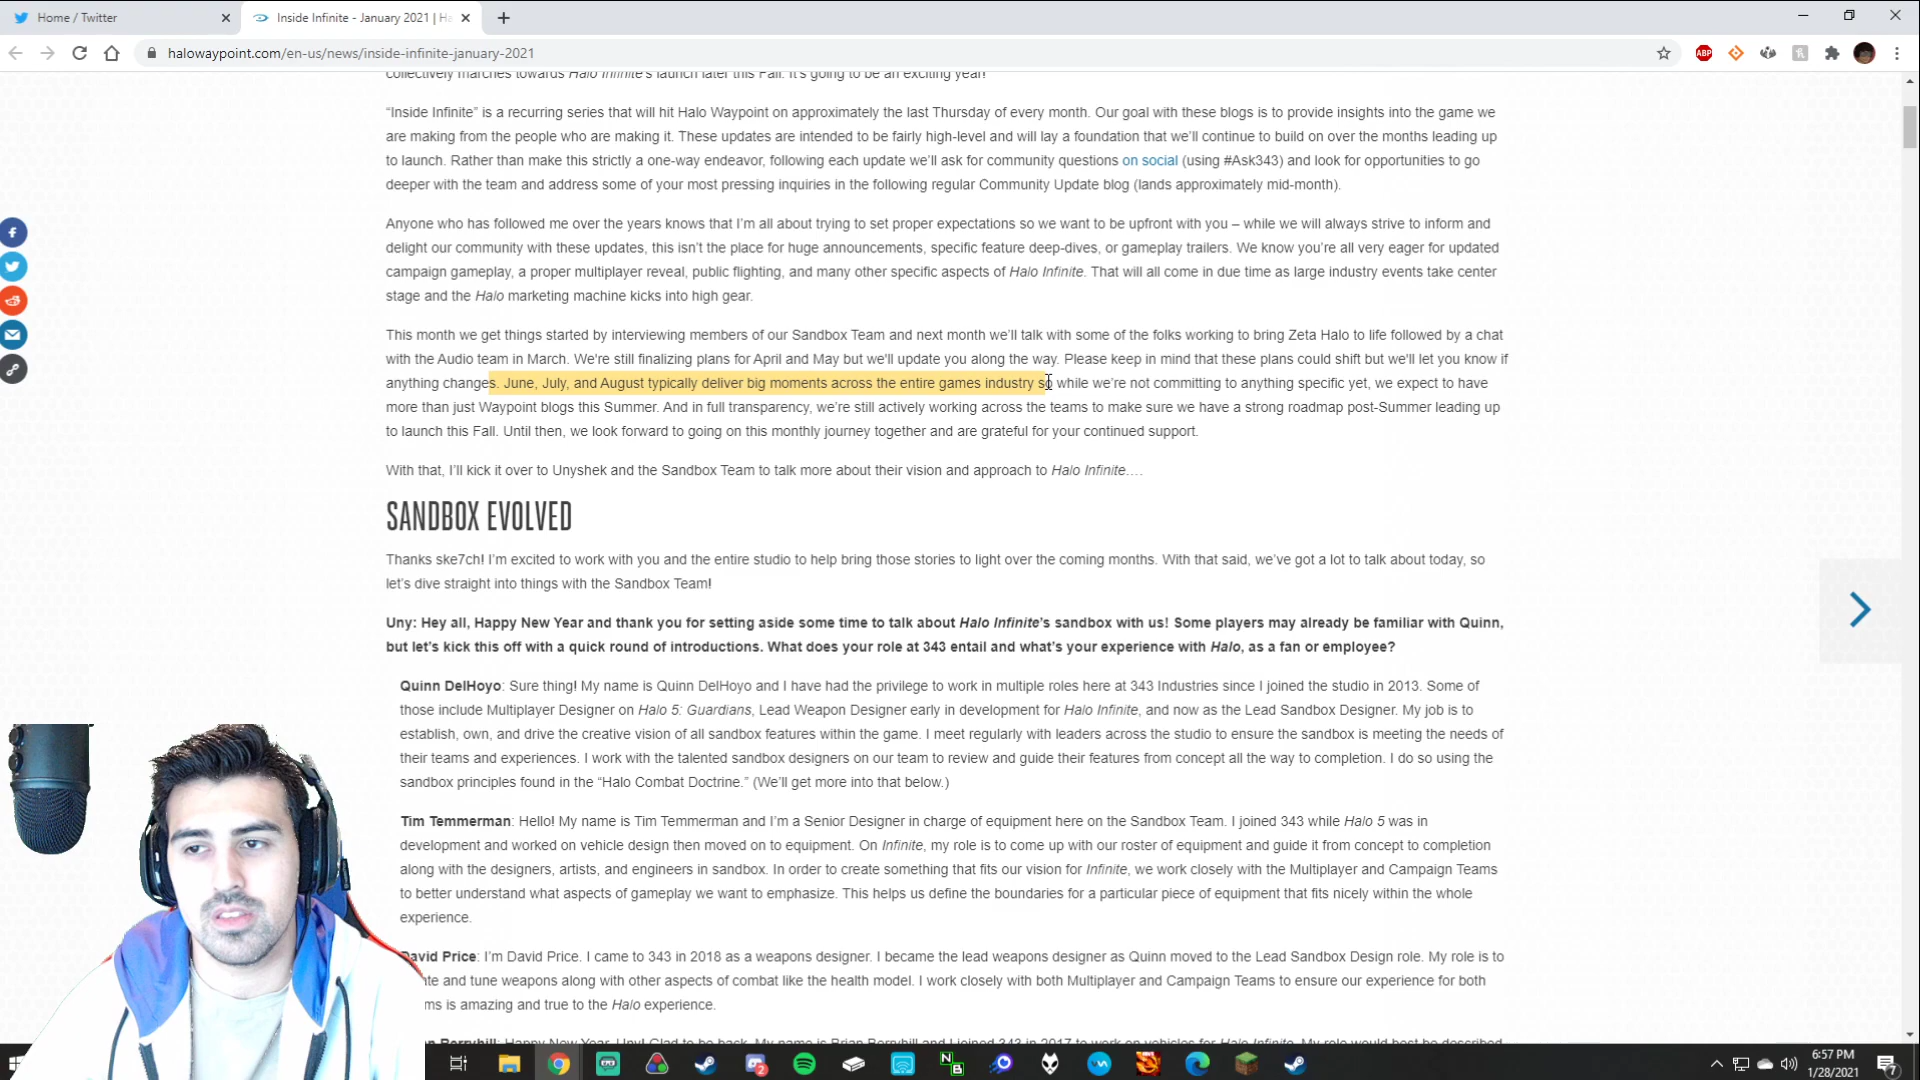 Home / Twitter
Inside Infinite - January 2021 | Ha
halowaypoint.com/en-us/news/inside-infinite-january-2021
ABP
collectively marches towards Halo Infinite's launch later this Fall. It's going to be an exciting year!
“Inside Infinite” is a recurring series that will hit Halo Waypoint on approximately the last Thursday of every month. Our goal with these blogs is to provide insights into the game we
are making from the people who are making it. These updates are intended to be fairly high-level and will lay a foundation that we’ll continue to build on over the months leading up
to launch. Rather than make this strictly a one-way endeavor, following each update we’ll ask for community questions on social (using #Ask343) and look for opportunities to go
deeper with the team and address some of your most pressing inquiries in the following regular Community Update blog (lands approximately mid-month).
Anyone who has followed me over the years knows that I’m all about trying to set proper expectations so we want to be upfront with you – while we will always strive to inform and
delight our community with these updates, this isn’t the place for huge announcements, specific feature deep-dives, or gameplay trailers. We know you’re all very eager for updated
campaign gameplay, a proper multiplayer reveal, public flighting, and many other specific aspects of Halo Infinite. That will all come in due time as large industry events take center
stage and the Halo marketing machine kicks into high gear.
This month we get things started by interviewing members of our Sandbox Team and next month we’ll talk with some of the folks working to bring Zeta Halo to life followed by a chat
with the Audio team in March. We're still finalizing plans for April and May but we'll update you along the way. Please keep in mind that these plans could shift but we'll let you know if
anything changes. June, July, and August typically deliver big moments across the entire games industry so while we’re not committing to anything specific yet, we expect to have
more than just Waypoint blogs this Summer. And in full transparency, we’re still actively working across the teams to make sure we have a strong roadmap post-Summer leading up
to launch this Fall. Until then, we look forward to going on this monthly journey together and are grateful for your continued support.
With that, I’ll kick it over to Unyshek and the Sandbox Team to talk more about their vision and approach to Halo Infinite….
SANDBOX EVOLVED
Thanks ske7ch! I’m excited to work with you and the entire studio to help bring those stories to light over the coming months. With that said, we’ve got a lot to talk about today, so
let’s dive straight into things with the Sandbox Team!
Uny: Hey all, Happy New Year and thank you for setting aside some time to talk about Halo Infinite’s sandbox with us! Some players may already be familiar with Quinn,
but let’s kick this off with a quick round of introductions. What does your role at 343 entail and what’s your experience with Halo, as a fan or employee?
Quinn DelHoyo: Sure thing! My name is Quinn DelHoyo and I have had the privilege to work in multiple roles here at 343 Industries since I joined the studio in 2013. Some of
those include Multiplayer Designer on Halo 5: Guardians, Lead Weapon Designer early in development for Halo Infinite, and now as the Lead Sandbox Designer. My job is to
establish, own, and drive the creative vision of all sandbox features within the game. I meet regularly with leaders across the studio to ensure the sandbox is meeting the needs of
their teams and experiences. I work with the talented sandbox designers on our team to review and guide their features from concept all the way to completion. I do so using the
sandbox principles found in the “Halo Combat Doctrine.” (We’ll get more into that below.)
Tim Temmerman: Hello! My name is Tim Temmerman and I’m a Senior Designer in charge of equipment here on the Sandbox Team. I joined 343 while Halo 5 was in
development and worked on vehicle design then moved on to equipment. On Infinite, my role is to come up with our roster of equipment and guide it from concept to completion
along with the designers, artists, and engineers in sandbox. In order to create something that fits our vision for Infinite, we work closely with the Multiplayer and Campaign Teams
to better understand what aspects of gameplay we want to emphasize. This helps us define the boundaries for a particular piece of equipment that fits nicely within the whole
experience.
David Price: I’m David Price. I came to 343 in 2018 as a weapons designer. I became the lead weapons designer as Quinn moved to the Lead Sandbox Design role. My role is to
and tune weapons along with other aspects of combat like the health model. I work closely with both Multiplayer and Campaign Teams to ensure our experience for both
is amazing and true to the Halo experience.
Berryhill: Happy New Year, Uny! Glad to be back. My name is Brian Berryhill and I joined 343 in 2017 to work on vehicles for Halo Infinite. My role would best be described
N
B
2
6:57 PM
1/28/2021
7